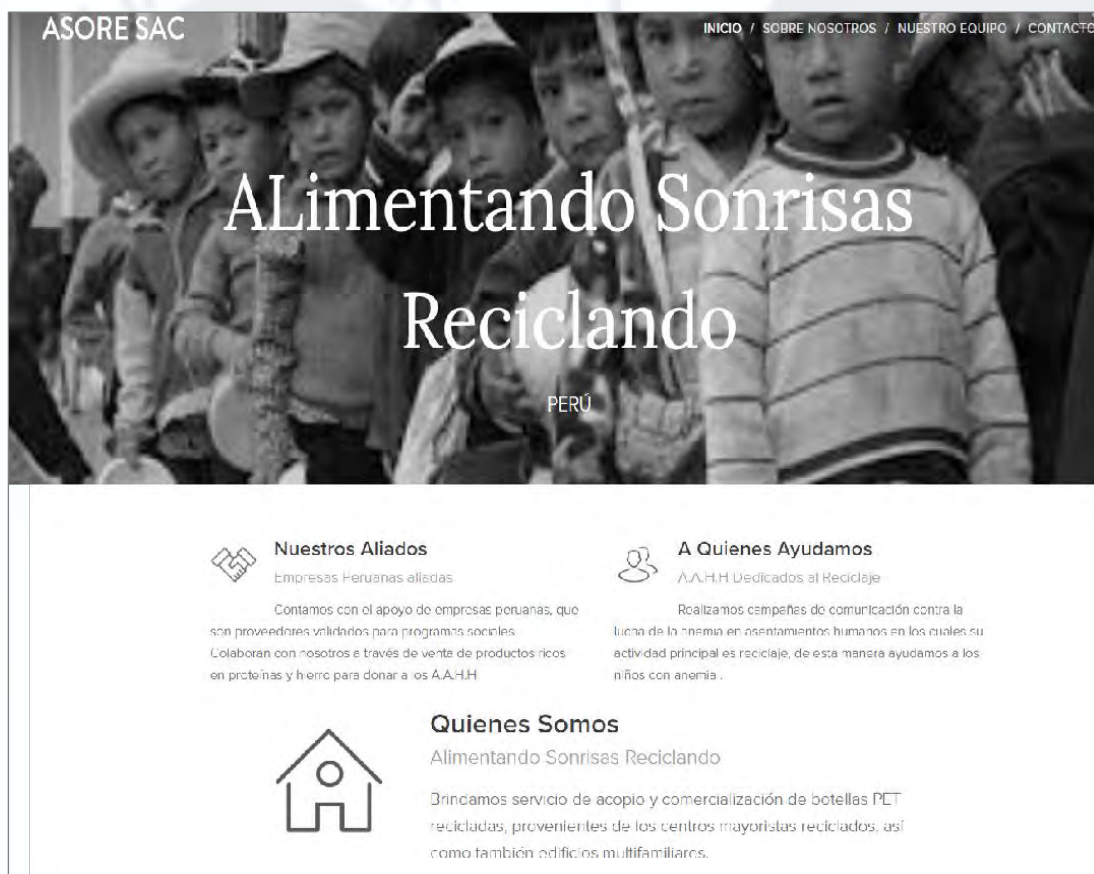 ASORE SAC
INICIO / SOBRE NOSOTROS / NUESTRO EQUIPO / CONTACTO
ALimentando Sonrisas
Reciclando
PERÚ
Nuestros Aliados
Empresas Peruanas aliadas
Contamos con el apoyo de empresas peruanas, que
son proveedores validados para programas sociales.
Colaboran con nosotros a través de venta de productos ricos
en proteínas y hierro para donar a los A.A.H.H
A Quienes Ayudamos
A.A.H.H Dedicados al Reciclaje
Realizamos campañas de comunicación contra la
lucha de la anemia en asentamientos humanos en los cuales su
actividad principal es reciclaje, de esta manera ayudamos a los
niños con anemia .
Quienes Somos
Alimentando Sonrisas Reciclando
Brindamos servicio de acopio y comercialización de botellas PET
recicladas, provenientes de los centros mayoristas reciclados, así
como también edificios multifamiliares.